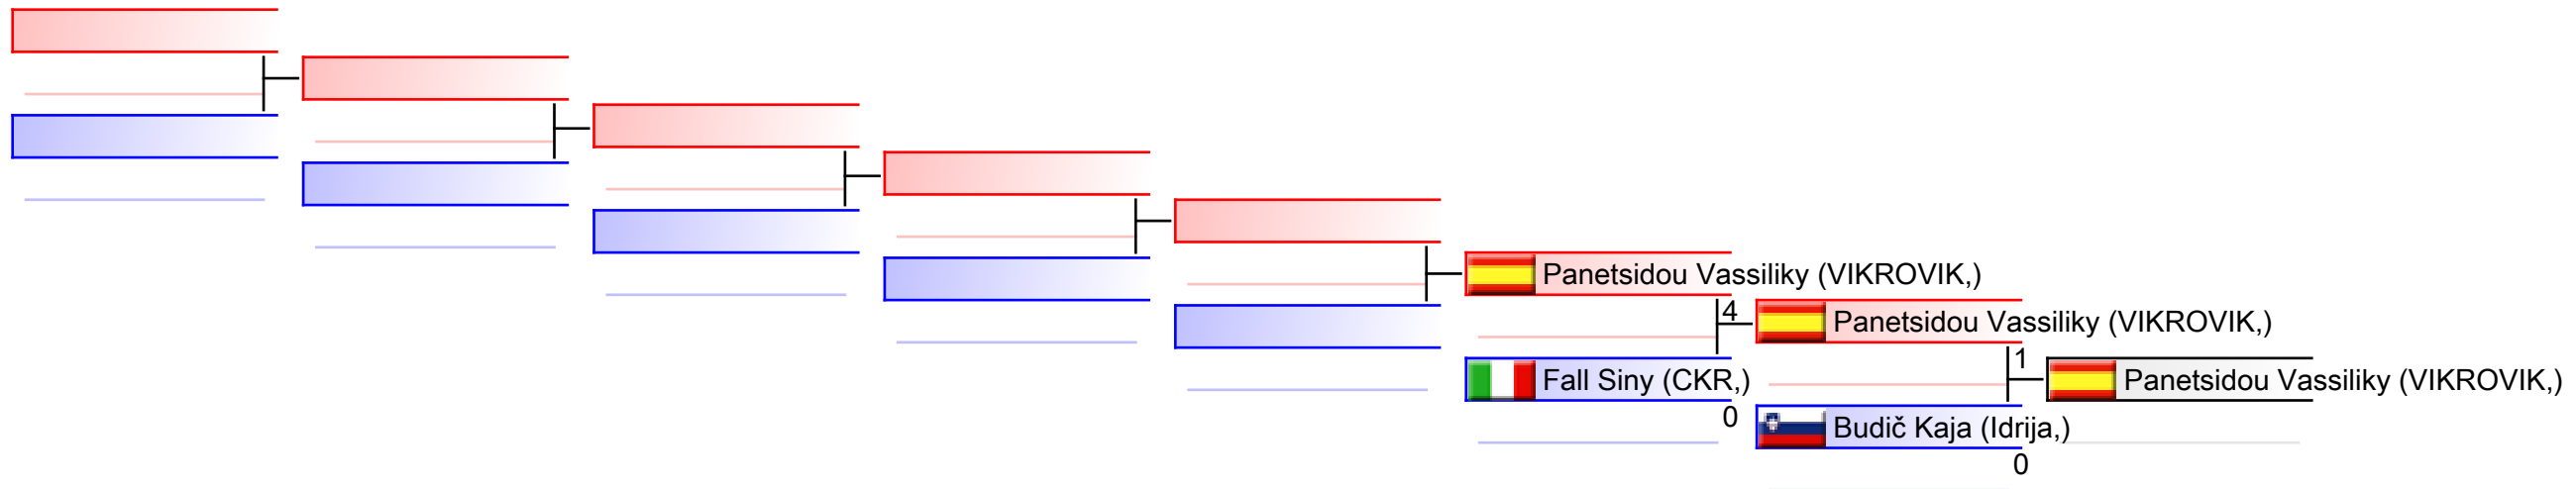 Panetsidou Vassiliky (VIKROVIK,)
4
Panetsidou Vassiliky (VIKROVIK,)
Fall Siny (CKR,)
0
1
Panetsidou Vassiliky (VIKROVIK,)
Budič Kaja (Idrija,)
0